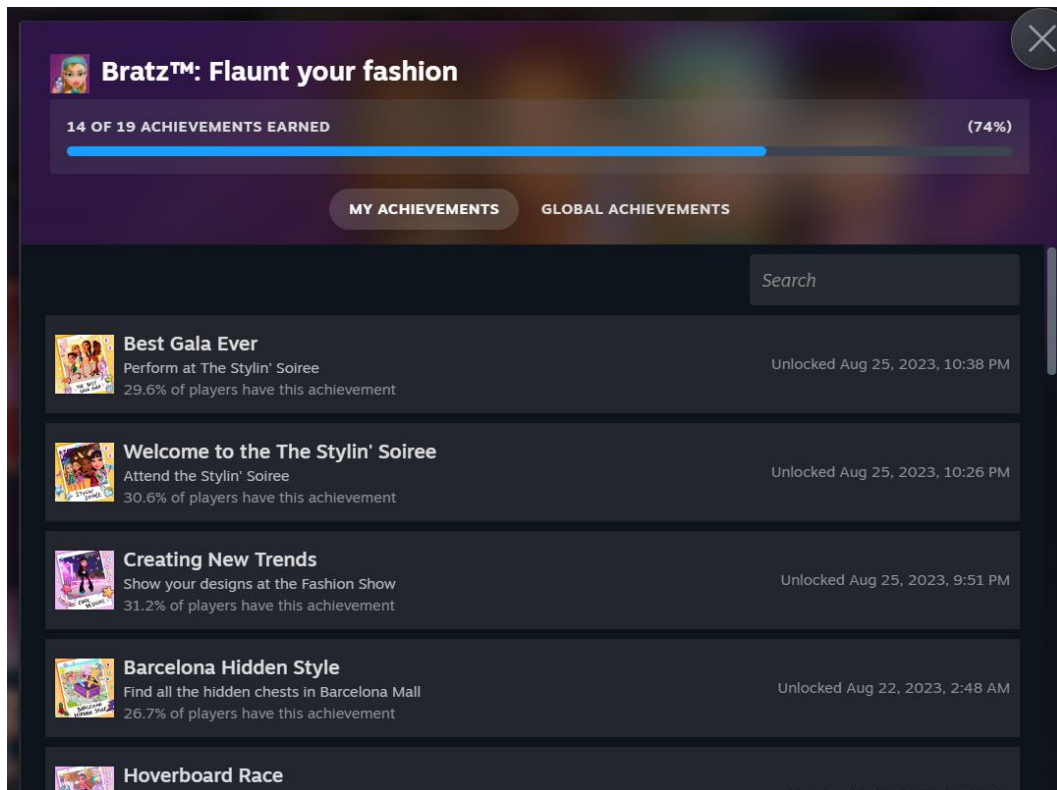 Bratz™: Flaunt your fashion
14 OF 19 ACHIEVEMENTS EARNED (74%)
MY ACHIEVEMENTS GLOBAL ACHIEVEMENTS
Search
Best Gala Ever
Perform at The Stylin' Soiree
29.6% of players have this achievement
Unlocked Aug 25, 2023, 10:38 PM
Welcome to the The Stylin' Soiree
Attend the Stylin' Soiree
30.6% of players have this achievement
Unlocked Aug 25, 2023, 10:26 PM
Creating New Trends
Show your designs at the Fashion Show
31.2% of players have this achievement
Unlocked Aug 25, 2023, 9:51 PM
Barcelona Hidden Style
Find all the hidden chests in Barcelona Mall
26.7% of players have this achievement
Unlocked Aug 22, 2023, 2:48 AM
Hoverboard Race